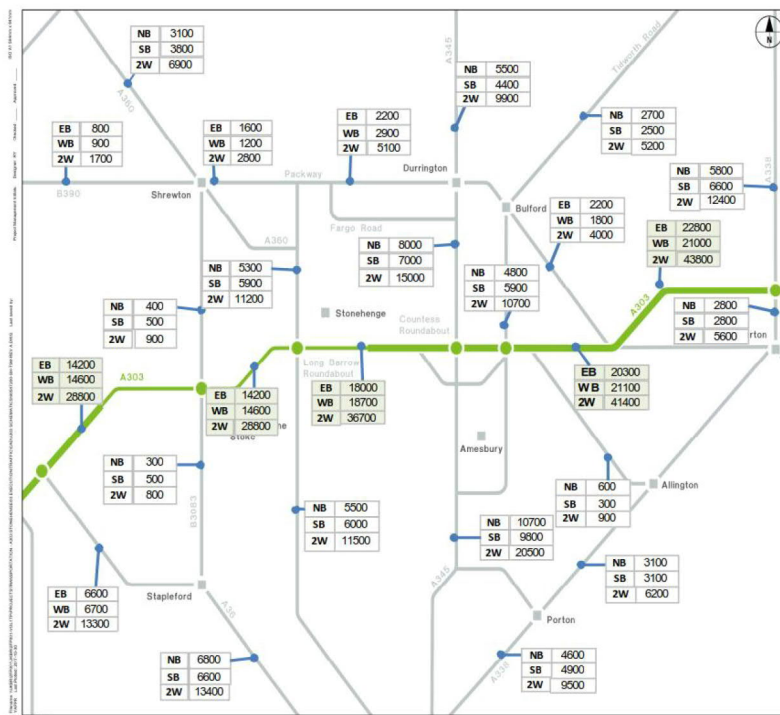 NB 3100
SB 3800
2W 6900
A360
A345
NB 5500
SB 4400
2W 9900
Tidworth Road
N
EB 800
WB 900
2W 1700
EB 1600
WB 1200
2W 2800
EB 2200
WB 2900
2W 5100
NB 2700
SB 2500
2W 5200
NB 5800
SB 6600
2W 12400
A338
B390
Shrewton
Packway
Durrington
Bulford
Fargo Road
A360
EB 2200
WB 1800
2W 4000
EB 22800
WB 21000
2W 43800
NB 8000
SB 7000
2W 15000
NB 5300
SB 5900
2W 11200
NB 4800
SB 5900
2W 10700
NB 400
SB 500
2W 900
Stonehenge
Countess
Roundabout
A303
NB 2800
SB 2800
2W 5600
rton
EB 14200
WB 14600
2W 28800
A303
Long Barrow
Roundabout
EB 14200
WB 14600
2W 28800
Stoke
EB 18000
WB 18700
2W 36700
EB 20300
WB 21100
2W 41400
Amesbury
NB 300
SB 500
2W 800
B3083
NB 5500
SB 6000
2W 11500
NB 600
SB 300
2W 900
Allington
NB 10700
SB 9800
2W 20500
EB 6600
WB 6700
2W 13300
Stapleford
A36
A345
NB 3100
SB 3100
2W 6200
Porton
NB 6800
SB 6600
2W 13400
A338
NB 4600
SB 4900
2W 9500